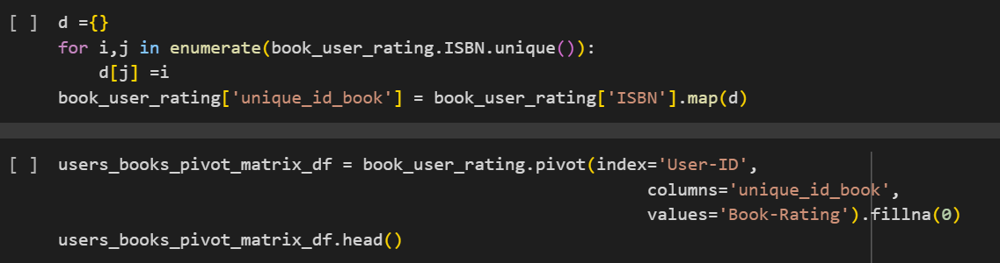 [ ] d ={}
for i,j in enumerate(book_user_rating.ISBN.unique()):
d[j] =i
book_user_rating['unique_id_book'] = book_user_rating['ISBN'].map(d)
[ ] users_books_pivot_matrix_df = book_user_rating.pivot(index='User-ID',
columns='unique_id_book',
values='Book-Rating').fillna(0)
users_books_pivot_matrix_df.head()